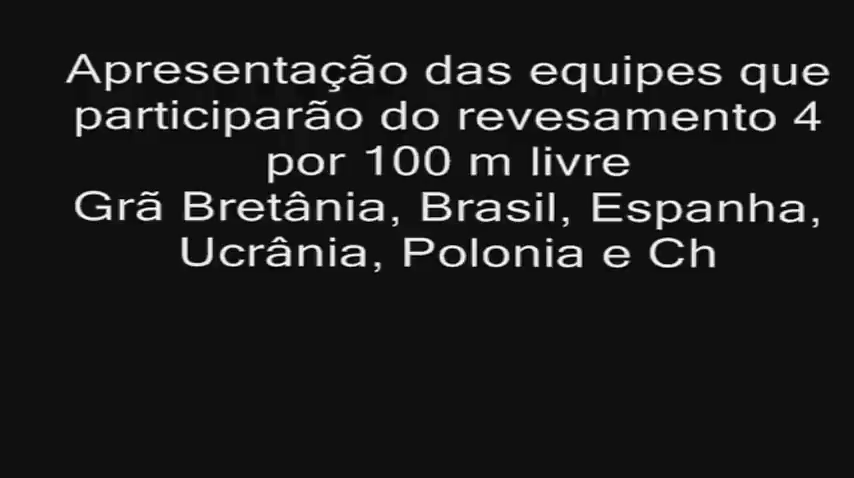 Apresentação das equipes que
participarão do revesamento 4
por 100 m livre
Grã Bretânia, Brasil, Espanha,
Ucrânia, Polonia e Ch